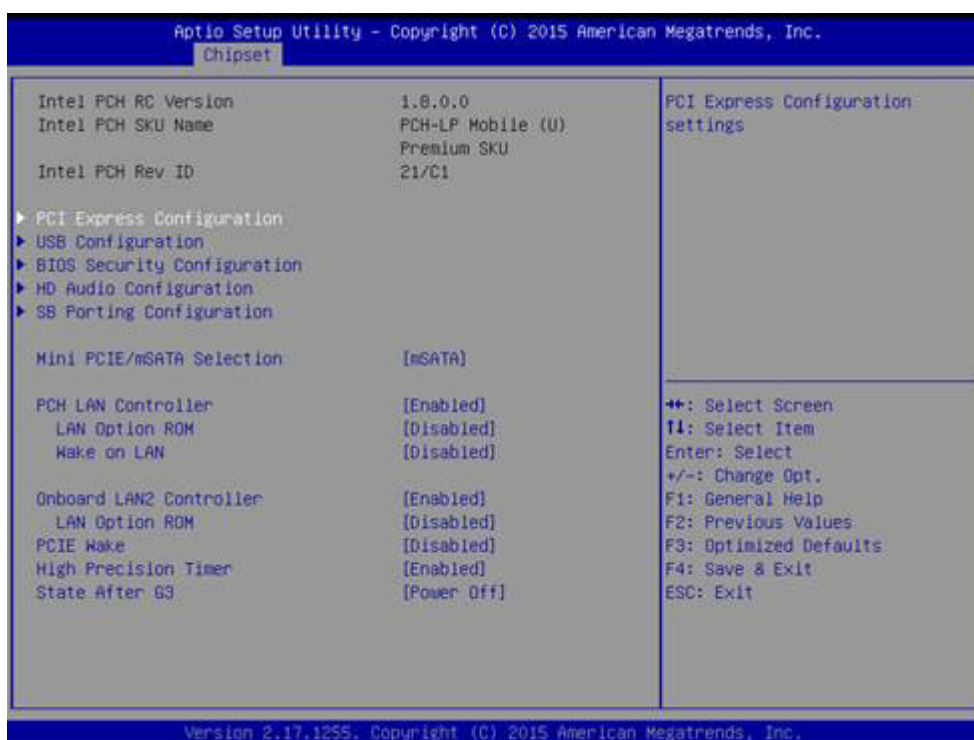 Aptio Setup Utility – Copyright (C) 2015 American Megatrends, Inc.
Chipset
Intel PCH RC Version 1.8.0.0
Intel PCH SKU Name PCH-LP Mobile (U)
Premium SKU
Intel PCH Rev ID 21/C1
PCI Express Configuration
USB Configuration
BIOS Security Configuration
HD Audio Configuration
SB Porting Configuration
Mini PCIE/mSATA Selection [mSATA]
PCH LAN Controller [Enabled]
LAN Option ROM [Disabled]
Wake on LAN [Disabled]
Onboard LAN2 Controller [Enabled]
LAN Option ROM [Disabled]
PCIE Wake [Disabled]
High Precision Timer [Enabled]
State After G3 [Power Off]
PCI Express Configuration
settings
→←: Select Screen
↑↓: Select Item
Enter: Select
+/-: Change Opt.
F1: General Help
F2: Previous Values
F3: Optimized Defaults
F4: Save & Exit
ESC: Exit
Version 2.17.1255. Copyright (C) 2015 American Megatrends, Inc.